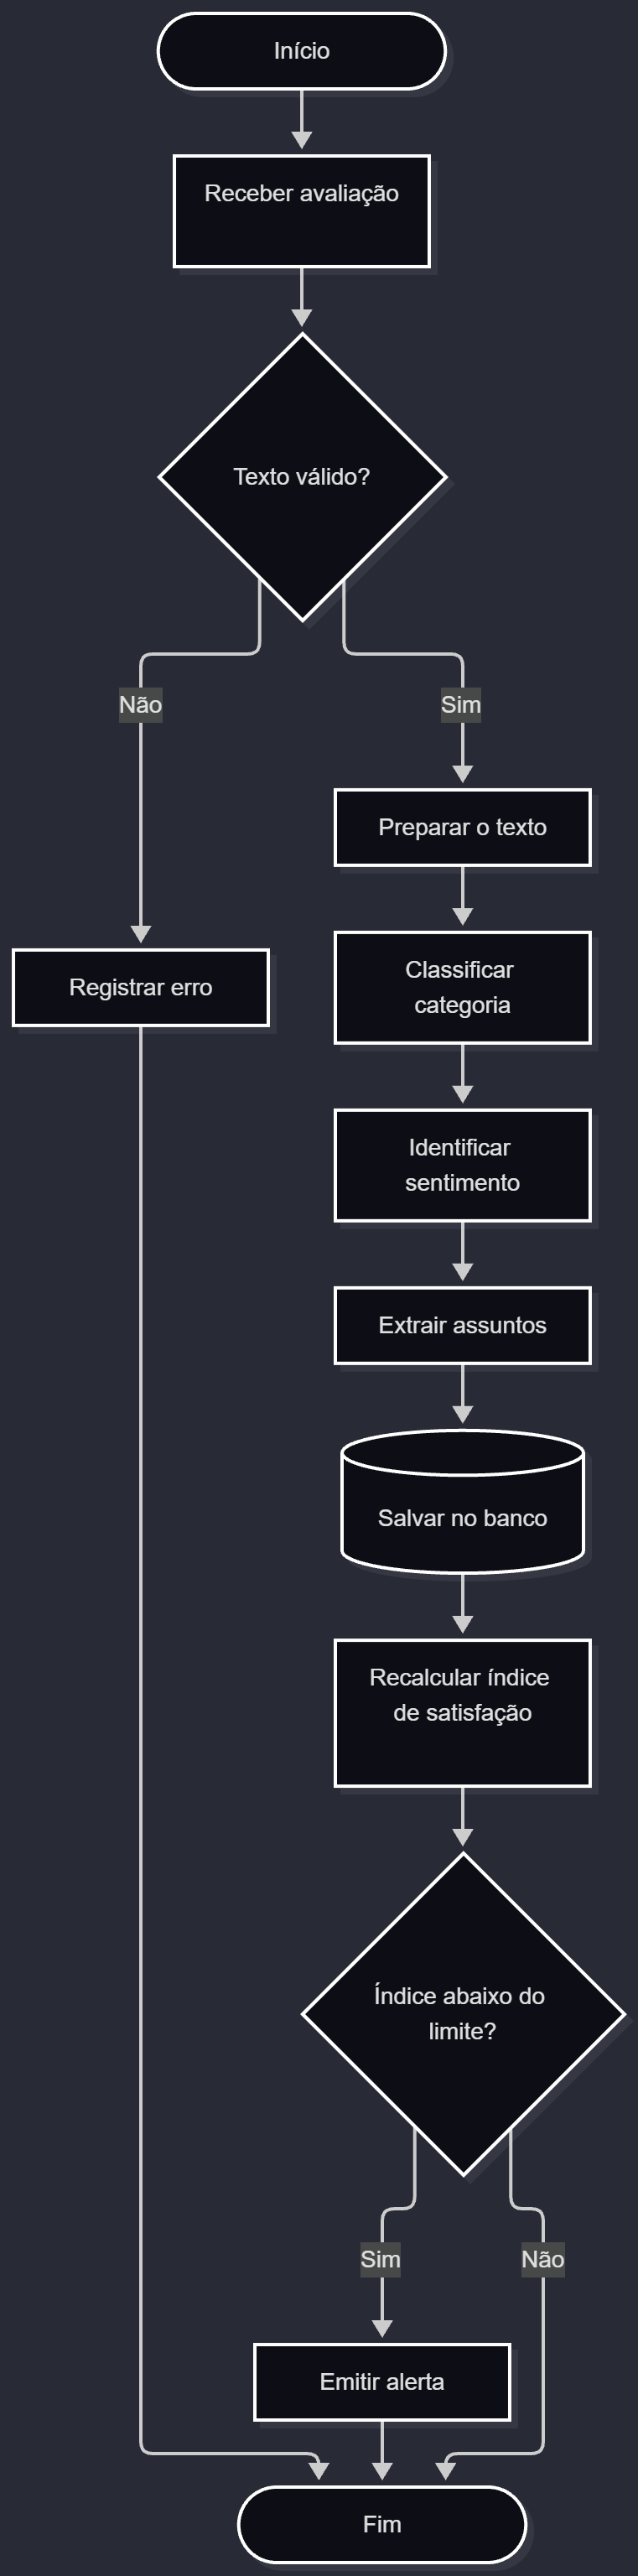 Início
Receber avaliação
Texto válido?
Não
Sim
Preparar o texto
Classificar
categoria
Registrar erro
Identificar
sentimento
Extrair assuntos
Salvar no banco
Recalcular índice
de satisfação
Índice abaixo do
limite?
Sim
Não
Emitir alerta
Fim